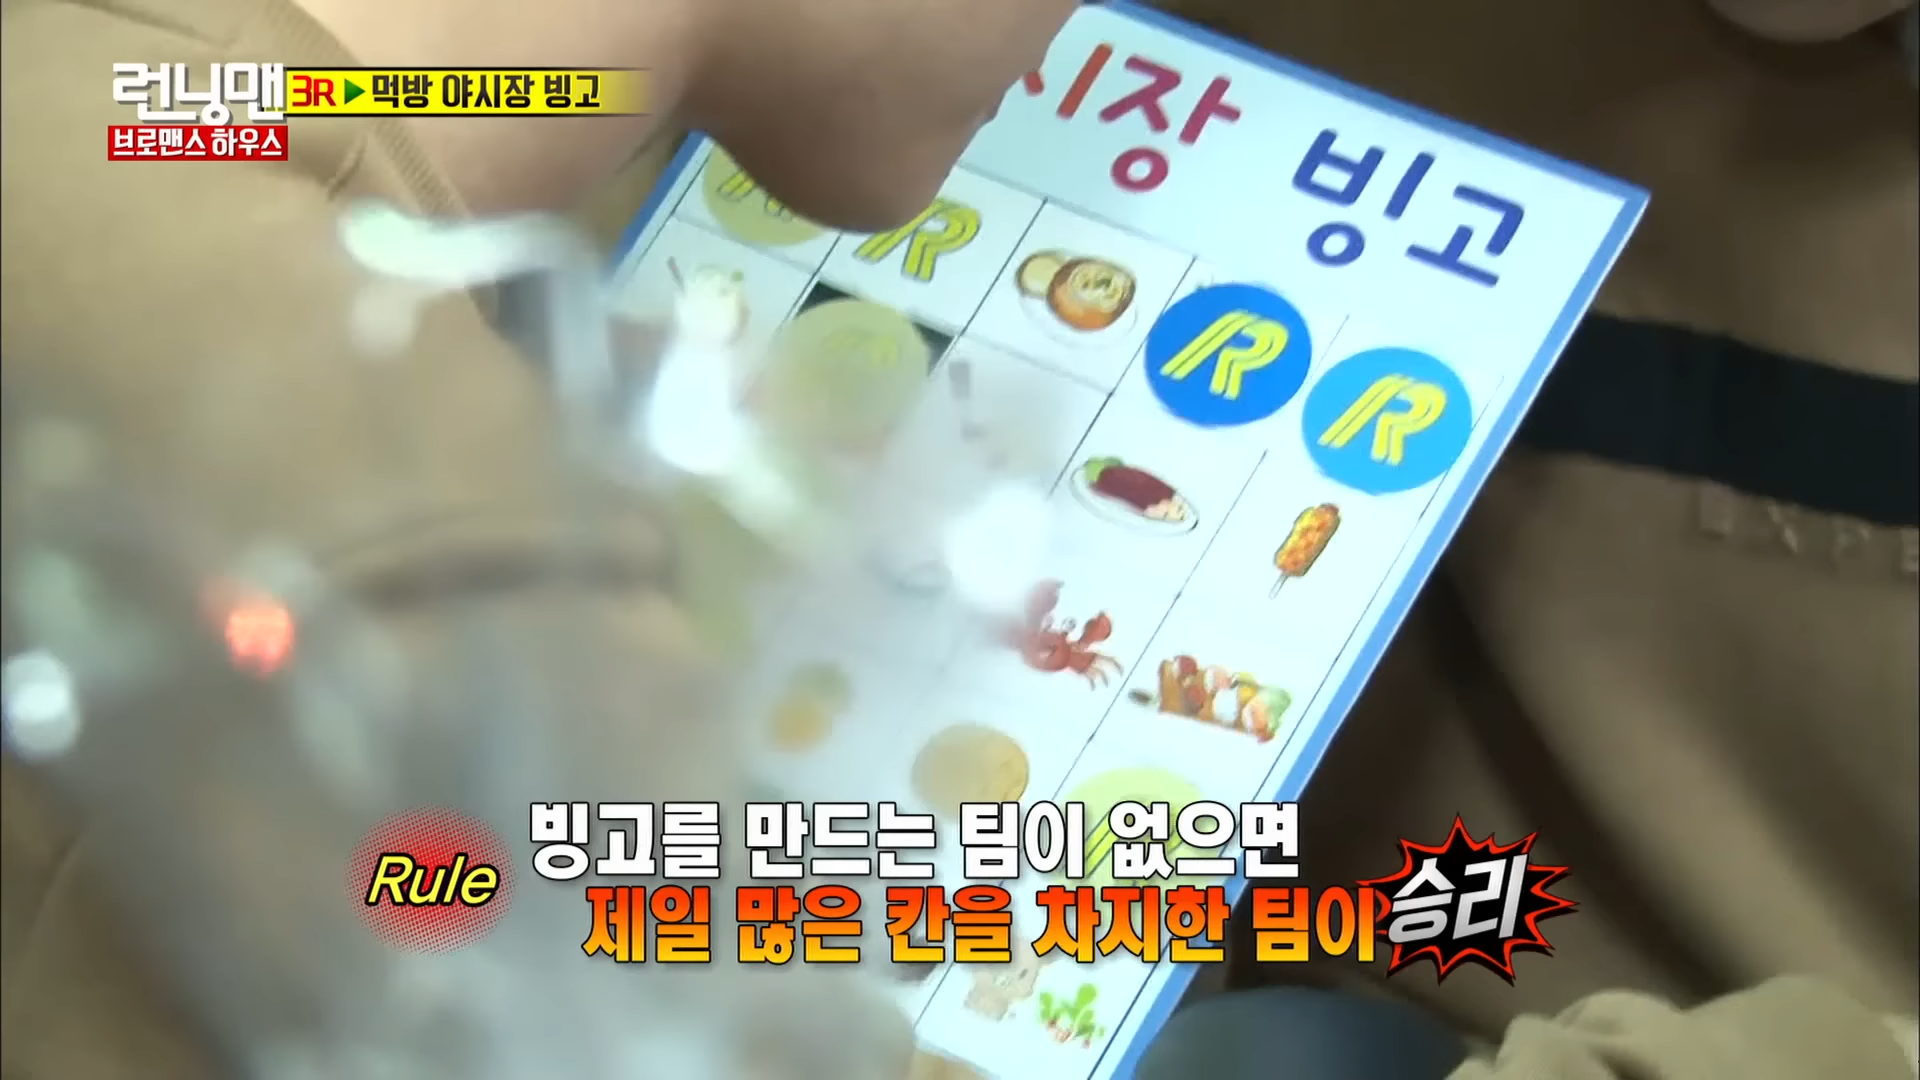 런닝맨 3R ▶ 먹방 야시장 빙고
브로맨스 하우스
시장 빙고
R
R
R
Rule
빙고를 만드는 팀이 없으면
제일 많은 칸을 차지한 팀이 승리